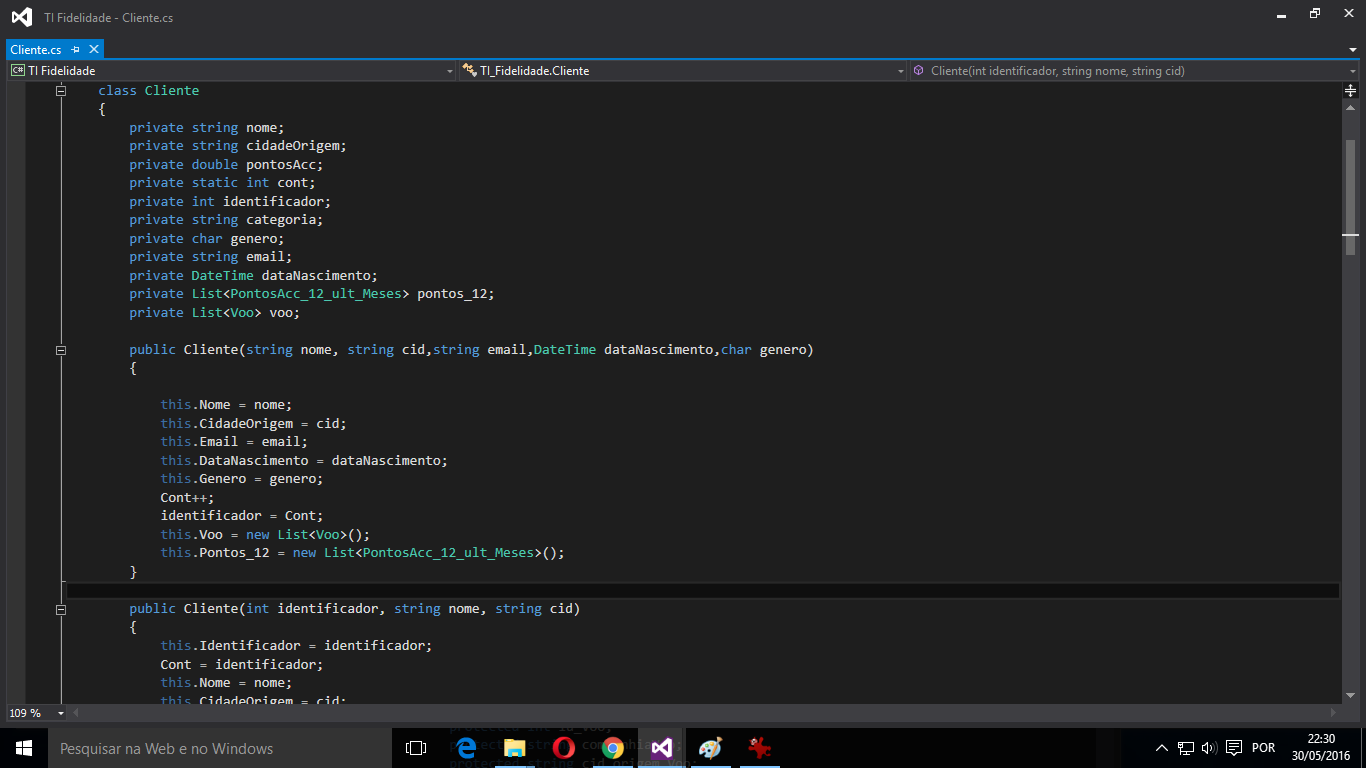 TI Fidelidade - Cliente.cs
Cliente.cs
TI Fidelidade
TI_Fidelidade.Cliente
Cliente(int identificador, string nome, string cid)
class Cliente
{
private string nome;
private string cidadeOrigem;
private double pontosAcc;
private static int cont;
private int identificador;
private string categoria;
private char genero;
private string email;
private DateTime dataNascimento;
private List<PontosAcc_12_ult_Meses> pontos_12;
private List<Voo> voo;
public Cliente(string nome, string cid,string email,DateTime dataNascimento,char genero)
{
this.Nome = nome;
this.CidadeOrigem = cid;
this.Email = email;
this.DataNascimento = dataNascimento;
this.Genero = genero;
Cont++;
identificador = Cont;
this.Voo = new List<Voo>();
this.Pontos_12 = new List<PontosAcc_12_ult_Meses>();
}
public Cliente(int identificador, string nome, string cid)
{
this.Identificador = identificador;
Cont = identificador;
this.Nome = nome;
this.CidadeOrigem = cid;
109 %
Pesquisar na Web e no Windows
POR
22:30
30/05/2016